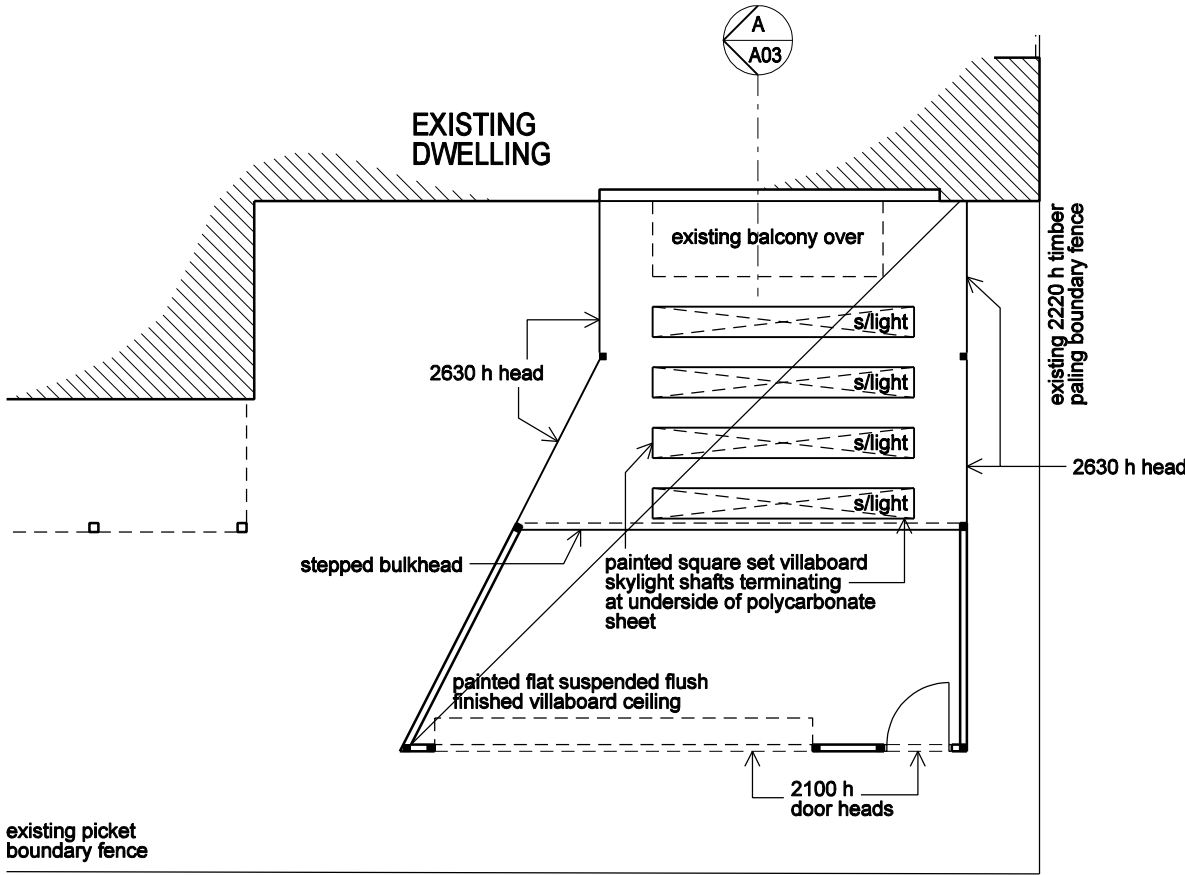 A
A03
EXISTING
DWELLING
existing balcony over
existing 2220 h timber
paling boundary fence
s/light
2630 h head
s/light
s/light
2630 h head
s/light
stepped bulkhead
painted square set villaboard
skylight shafts terminating
at underside of polycarbonate
sheet
painted flat suspended flush
finished villaboard ceiling
2100 h
door heads
existing picket
boundary fence